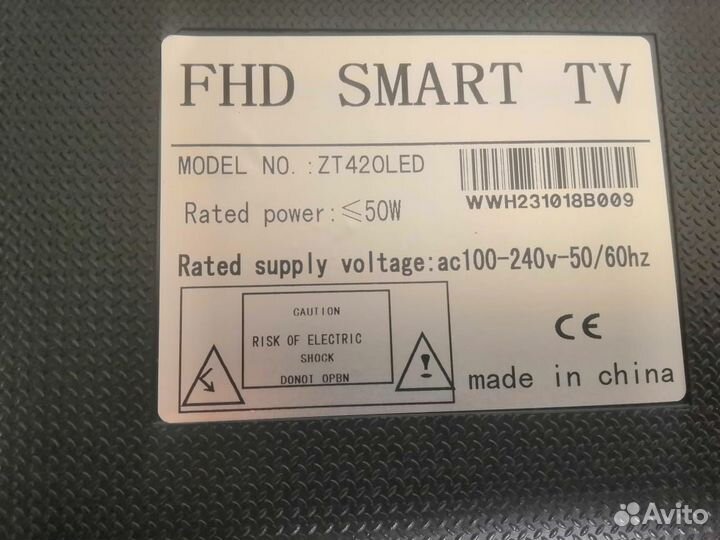 FHD SMART TV
MODEL NO. :ZT42OLED
WWH231018B009
Rated power:≤50W
Rated supply voltage:ac100-240v-50/60hz
CAUTION
RISK OF ELECTRIC
SHOCK
DONOT OPBN
CE
made in china
Avito